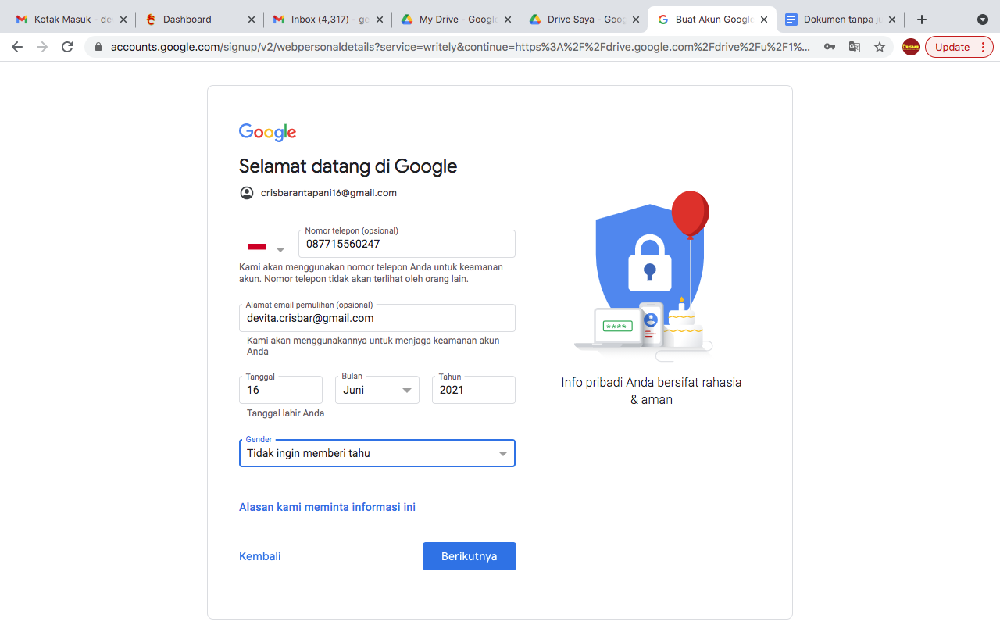 Kotak Masuk - de
Dashboard
Inbox (4,317) - ge
My Drive - Google
Drive Saya - Goog
Buat Akun Google
Dokumen tanpa ju
accounts.google.com/signup/v2/webpersonaldetails?service=writely&continue=https%3A%2F%2Fdrive.google.com%2Fdrive%2Fu%2F1%...
CRISBAR
Update
Google
Selamat datang di Google
crisbarantapani16@gmail.com
Nomor telepon (opsional)
087715560247
Kami akan menggunakan nomor telepon Anda untuk keamanan
akun. Nomor telepon tidak akan terlihat oleh orang lain.
Alamat email pemulihan (opsional)
devita.crisbar@gmail.com
Kami akan menggunakannya untuk menjaga keamanan akun
Anda
Tanggal
16
Bulan
Juni
Tahun
2021
Tanggal lahir Anda
Gender
Tidak ingin memberi tahu
Alasan kami meminta informasi ini
Kembali
Berikutnya
****
Info pribadi Anda bersifat rahasia
& aman